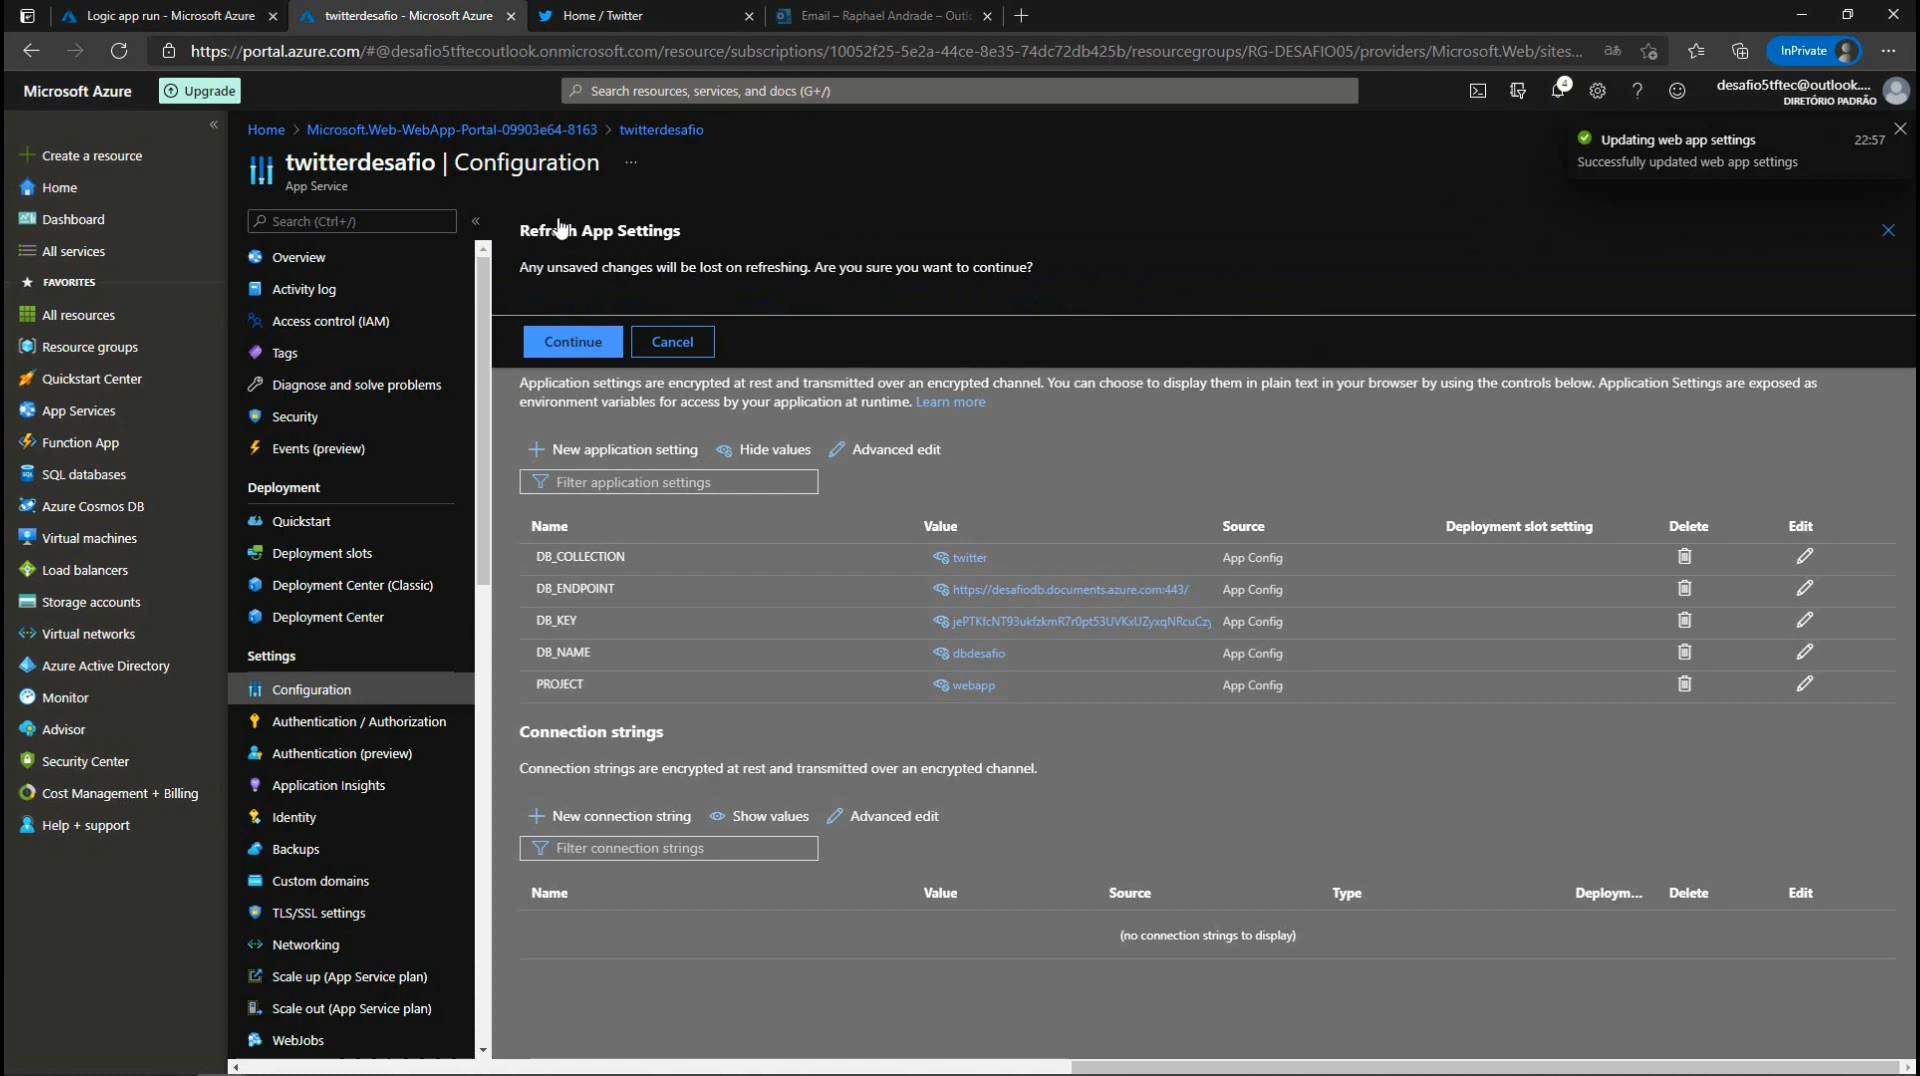 Logic app run - Microsoft Azure
twitterdesafio - Microsoft Azure
Home / Twitter
Email – Raphael Andrade – Outl
https://portal.azure.com/#@desafio5tftecoutlook.onmicrosoft.com/resource/subscriptions/10052f25-5e2a-44ce-8e35-74dc72db425b/resourcegroups/RG-DESAFIO05/providers/Microsoft.Web/sites...
InPrivate
Microsoft Azure
Upgrade
Search resources, services, and docs (G+/)
4
desafio5tftec@outlook....
DIRETÓRIO PADRÃO
Create a resource
Home
Dashboard
All services
FAVORITES
All resources
Resource groups
Quickstart Center
App Services
Function App
SQL databases
Azure Cosmos DB
Virtual machines
Load balancers
Storage accounts
Virtual networks
Azure Active Directory
Monitor
Advisor
Security Center
Cost Management + Billing
Help + support
Home > Microsoft.Web-WebApp-Portal-09903e64-8163 > twitterdesafio
twitterdesafio | Configuration ...
App Service
Updating web app settings 22:57
Successfully updated web app settings
Search (Ctrl+/)
Overview
Activity log
Access control (IAM)
Tags
Diagnose and solve problems
Security
Events (preview)
Deployment
Quickstart
Deployment slots
Deployment Center (Classic)
Deployment Center
Settings
Configuration
Authentication / Authorization
Authentication (preview)
Application Insights
Identity
Backups
Custom domains
TLS/SSL settings
Networking
Scale up (App Service plan)
Scale out (App Service plan)
WebJobs
Refresh App Settings
Any unsaved changes will be lost on refreshing. Are you sure you want to continue?
Continue Cancel
Application settings are encrypted at rest and transmitted over an encrypted channel. You can choose to display them in plain text in your browser by using the controls below. Application Settings are exposed as
environment variables for access by your application at runtime. Learn more
New application setting Hide values Advanced edit
Filter application settings
Name Value Source Deployment slot setting Delete Edit
DB_COLLECTION twitter App Config
DB_ENDPOINT https://desafiodb.documents.azure.com:443/ App Config
DB_KEY jePTKfcNT93ukfzkmR7r0pt53UVKxUZyxqNRcuCzy App Config
DB_NAME dbdesafio App Config
PROJECT webapp App Config
Connection strings
Connection strings are encrypted at rest and transmitted over an encrypted channel.
New connection string Show values Advanced edit
Filter connection strings
Name Value Source Type Deploym... Delete Edit
(no connection strings to display)